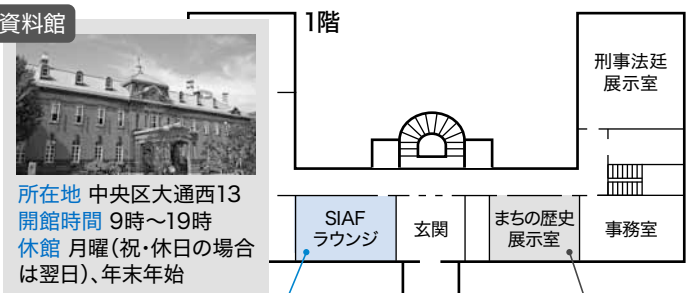 資料館
所在地 中央区大通西13
開館時間 9時〜19時
休館 月曜(祝・休日の場合
は翌日)、年末年始
1階
刑事法廷
展示室
SIAF
ラウンジ
玄関
まちの歴史
展示室
事務室